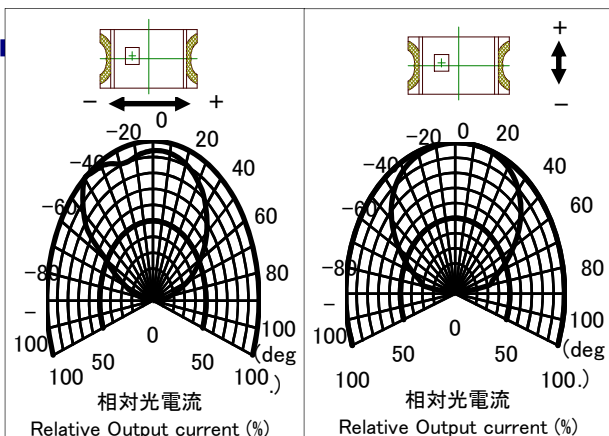 − +
-20 0 20
-40 40
-60 60
-80 80
- 100 100
(deg.)
0
50 50
100 100
相対光電流
Relative Output current (%)
+
−
-20 0 20
-40 40
-60 60
-80 80
100
(deg
0
50 50
100 100.)
相対光電流
Relative Output current (%)